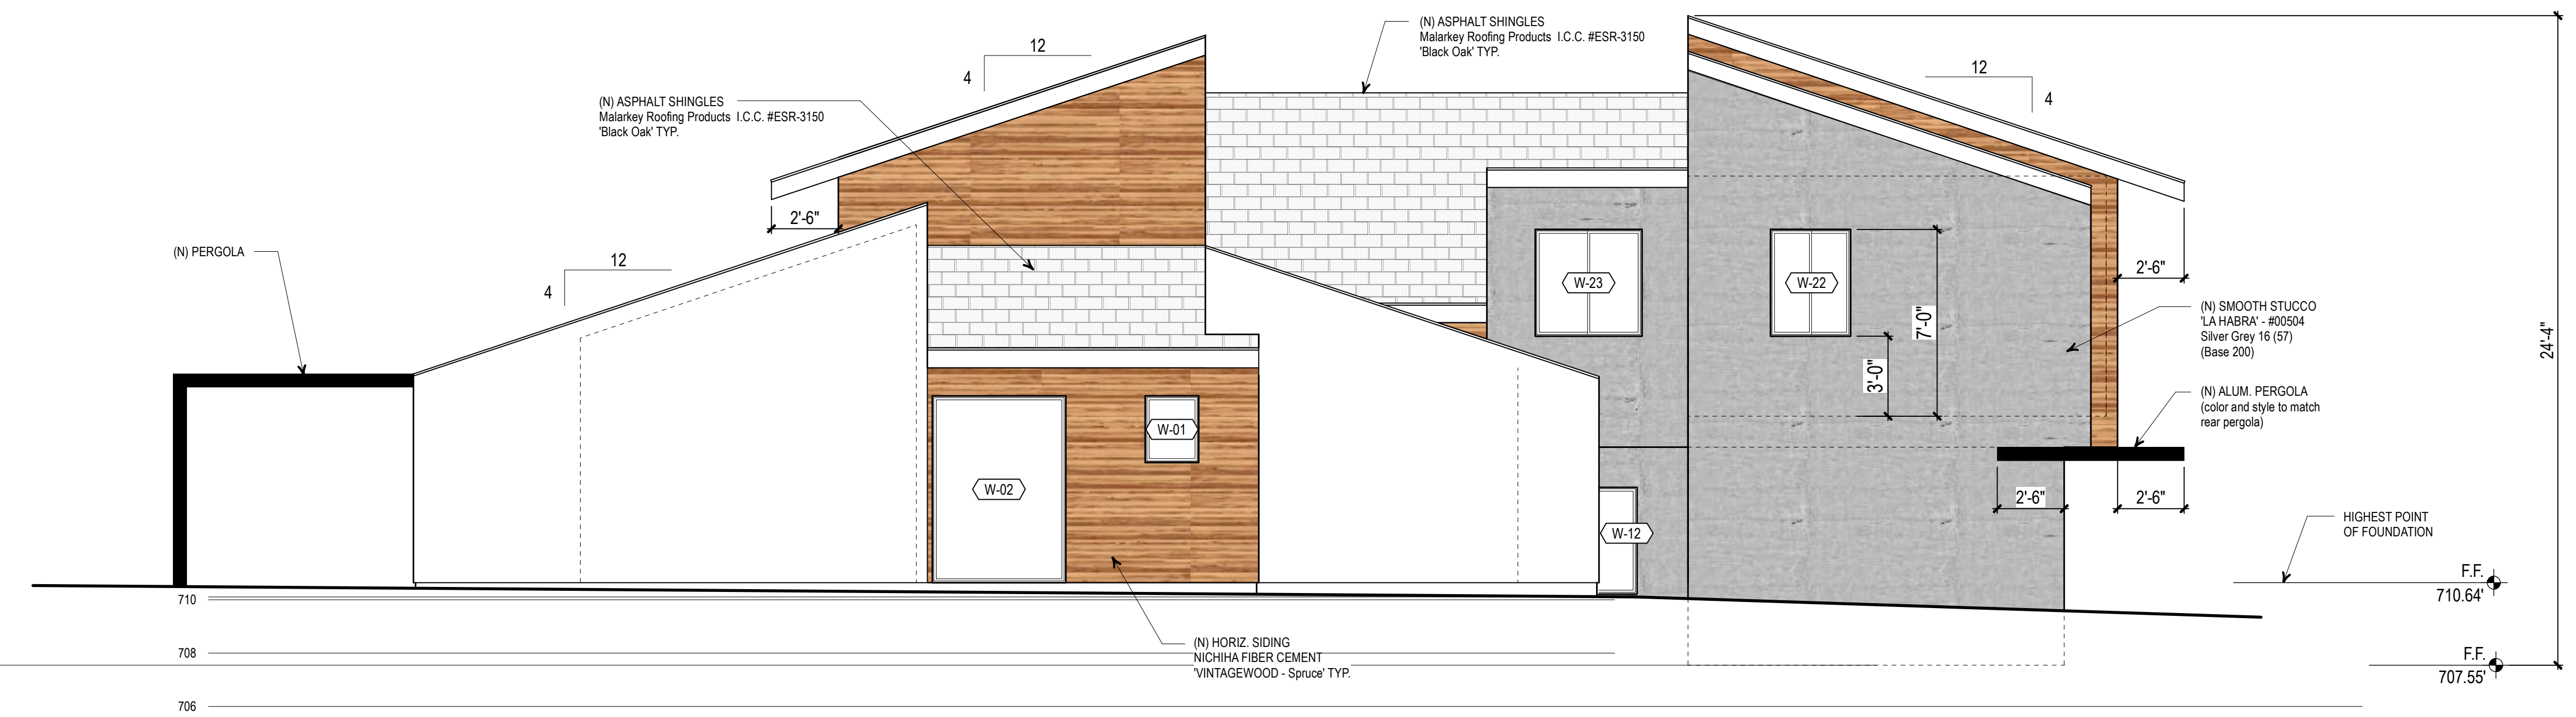 (N) ASPHALT SHINGLES
Malarkey Roofing Products I.C.C. #ESR-3150
'Black Oak' TYP.
12
4
(N) ASPHALT SHINGLES
Malarkey Roofing Products I.C.C. #ESR-3150
'Black Oak' TYP.
12
4
2'-6"
(N) PERGOLA
12
4
W-23
W-22
7'-0"
3'-0"
2'-6"
(N) SMOOTH STUCCO
'LA HABRA' - #00504
Silver Grey 16 (57)
(Base 200)
24'-4"
(N) ALUM. PERGOLA
(color and style to match
rear pergola)
W-01
W-02
W-12
2'-6"
2'-6"
HIGHEST POINT
OF FOUNDATION
F.F.
710.64'
710
(N) HORIZ. SIDING
NICHIHA FIBER CEMENT
'VINTAGEWOOD - Spruce' TYP.
708
F.F.
707.55'
706